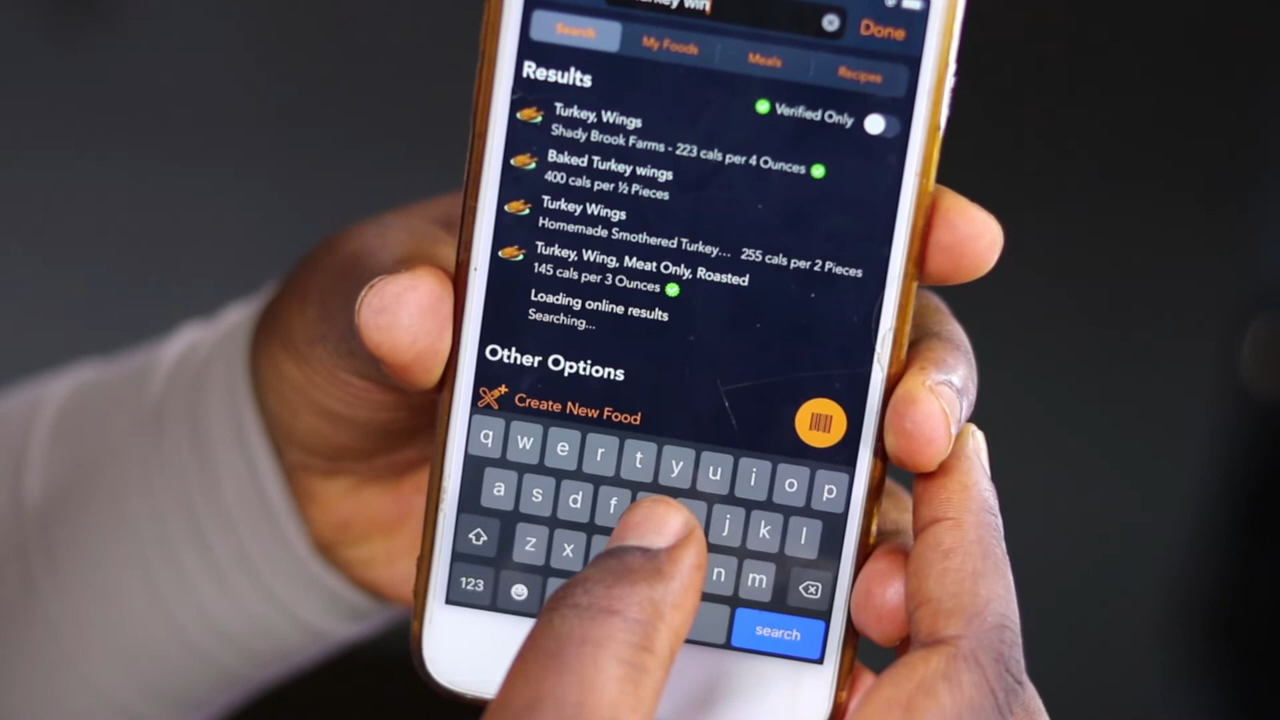 turkey win
Done
Search
My Foods
Meals
Recipes
Results
Verified Only
Turkey, Wings
Shady Brook Farms - 223 cals per 4 Ounces
Baked Turkey wings
400 cals per ½ Pieces
Turkey Wings
Homemade Smothered Turkey... 255 cals per 2 Pieces
Turkey, Wing, Meat Only, Roasted
145 cals per 3 Ounces
Loading online results
Searching...
Other Options
Create New Food
q w e r t y u i o p
a s d f j k l
z x n m
123
search